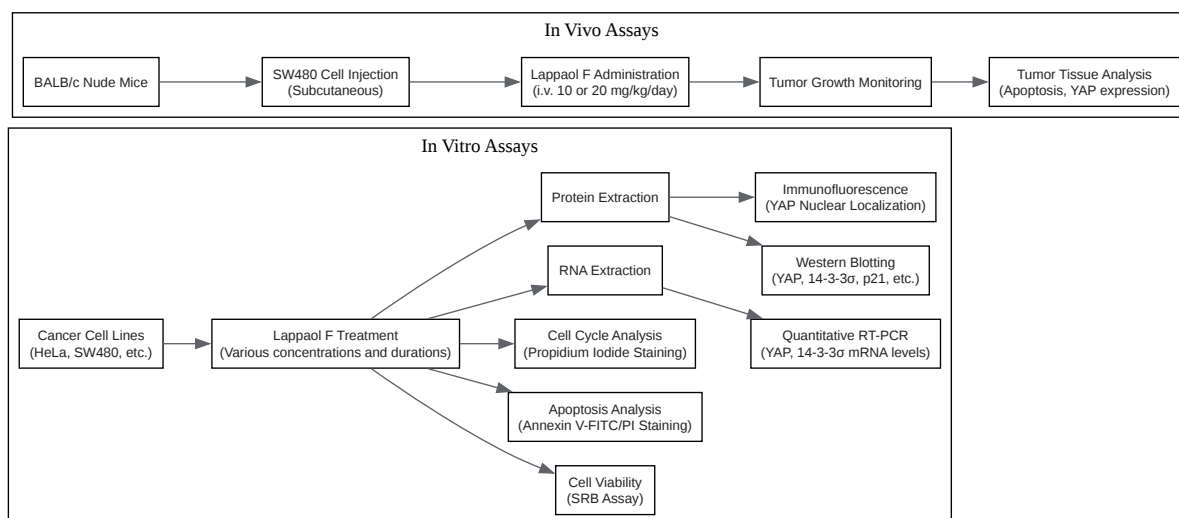 In Vivo Assays
BALB/c Nude Mice
SW480 Cell Injection
(Subcutaneous)
Lappaol F Administration
(i.v. 10 or 20 mg/kg/day)
Tumor Growth Monitoring
Tumor Tissue Analysis
(Apoptosis, YAP expression)
In Vitro Assays
Cancer Cell Lines
(HeLa, SW480, etc.)
Lappaol F Treatment
(Various concentrations and durations)
Protein Extraction
RNA Extraction
Cell Cycle Analysis
(Propidium Iodide Staining)
Apoptosis Analysis
(Annexin V-FITC/PI Staining)
Cell Viability
(SRB Assay)
Immunofluorescence
(YAP Nuclear Localization)
Western Blotting
(YAP, 14-3-3σ, p21, etc.)
Quantitative RT-PCR
(YAP, 14-3-3σ mRNA levels)